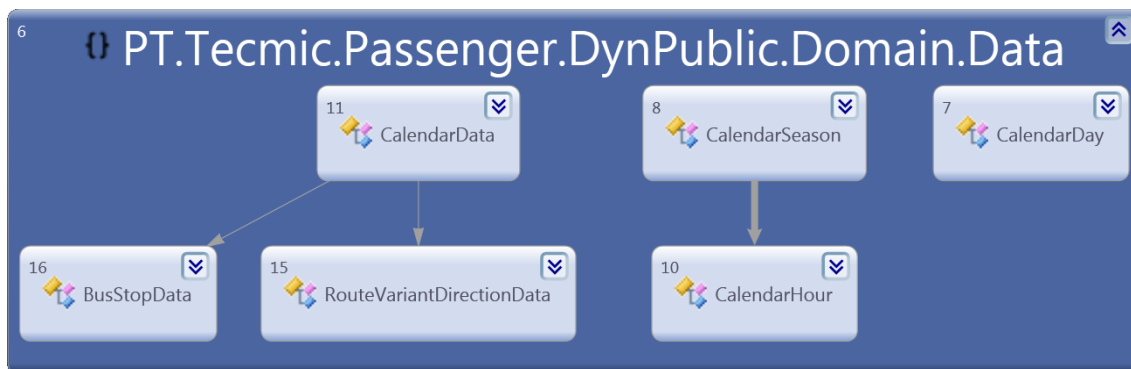 6
{} PT.Tecmic.Passenger.DynPublic.Domain.Data
11
CalendarData
8
CalendarSeason
7
CalendarDay
16
BusStopData
15
RouteVariantDirectionData
10
CalendarHour